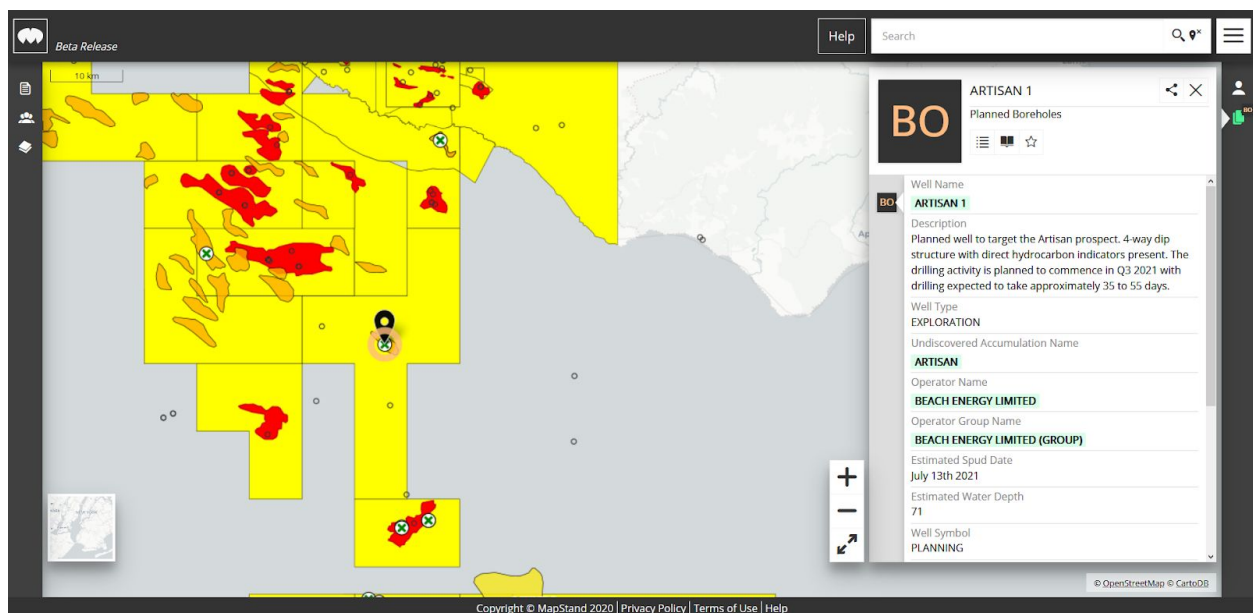 Beta Release
Help
Search
10 km
BO
BO
ARTISAN 1
Planned Boreholes
BO
Well Name
ARTISAN 1
Description
Planned well to target the Artisan prospect. 4-way dip
structure with direct hydrocarbon indicators present. The
drilling activity is planned to commence in Q3 2021 with
drilling expected to take approximately 35 to 55 days.
Well Type
EXPLORATION
Undiscovered Accumulation Name
ARTISAN
Operator Name
BEACH ENERGY LIMITED
Operator Group Name
BEACH ENERGY LIMITED (GROUP)
Estimated Spud Date
July 13th 2021
Estimated Water Depth
71
Well Symbol
PLANNING
© OpenStreetMap © CartoDB
Copyright © MapStand 2020 | Privacy Policy | Terms of Use | Help